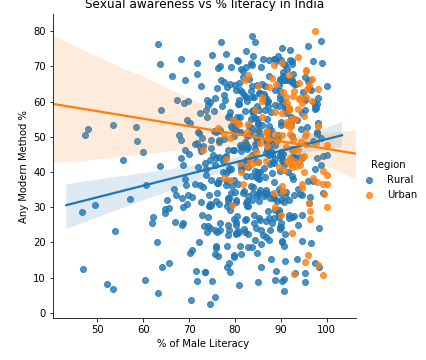 Sexual awareness vs % literacy in India
80
70
60
50
40
30
20
10
0
Any Modern Method %
50
60
70
80
90
100
% of Male Literacy
Region
Rural
Urban